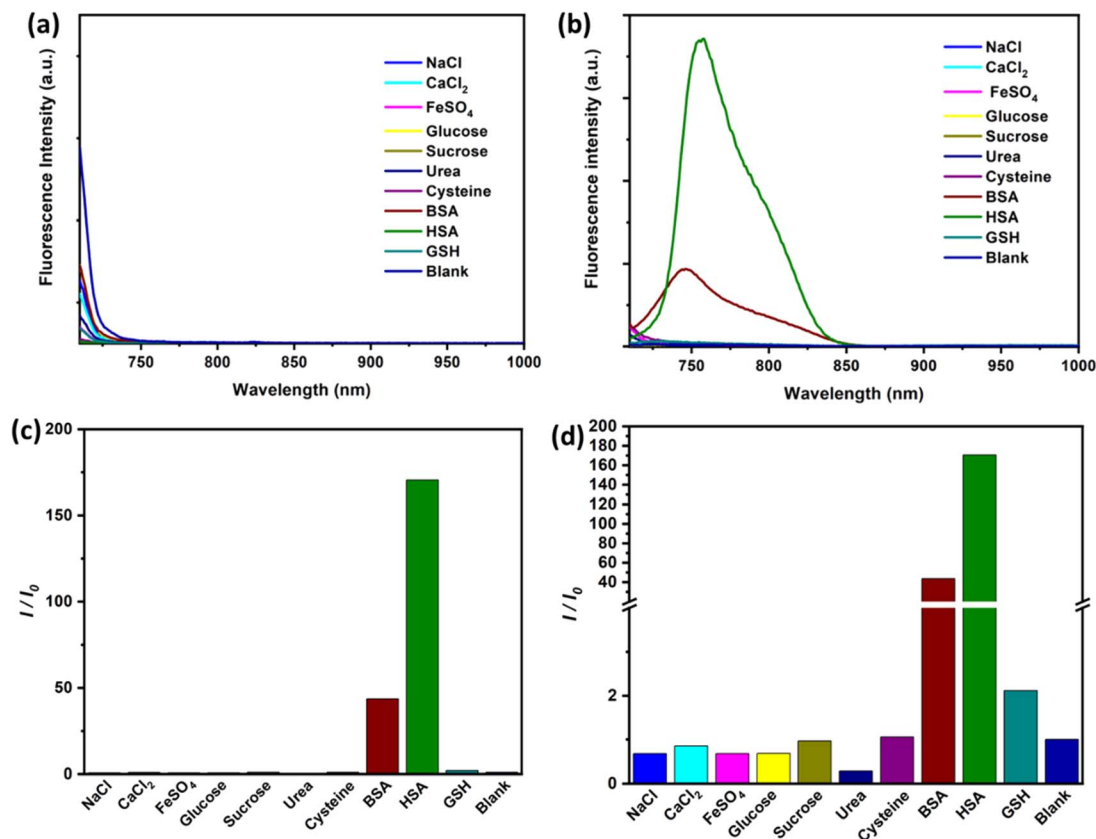 (a)
Fluorescence Intensity (a.u.)
NaCl
CaCl2
FeSO4
Glucose
Sucrose
Urea
Cysteine
BSA
HSA
GSH
Blank
750 800 850 900 950 1000
Wavelength (nm)
(b)
Fluorescence intensity (a.u.)
NaCl
CaCl2
FeSO4
Glucose
Sucrose
Urea
Cysteine
BSA
HSA
GSH
Blank
750 800 850 900 950 1000
Wavelength (nm)
(c)
I / I0
200
150
100
50
0
NaCl CaCl2 FeSO4 Glucose Sucrose Urea Cysteine BSA HSA GSH Blank
(d)
I / I0
200
180
160
140
120
100
80
60
40
2
0
NaCl CaCl2 FeSO4 Glucose Sucrose Urea Cysteine BSA HSA GSH Blank